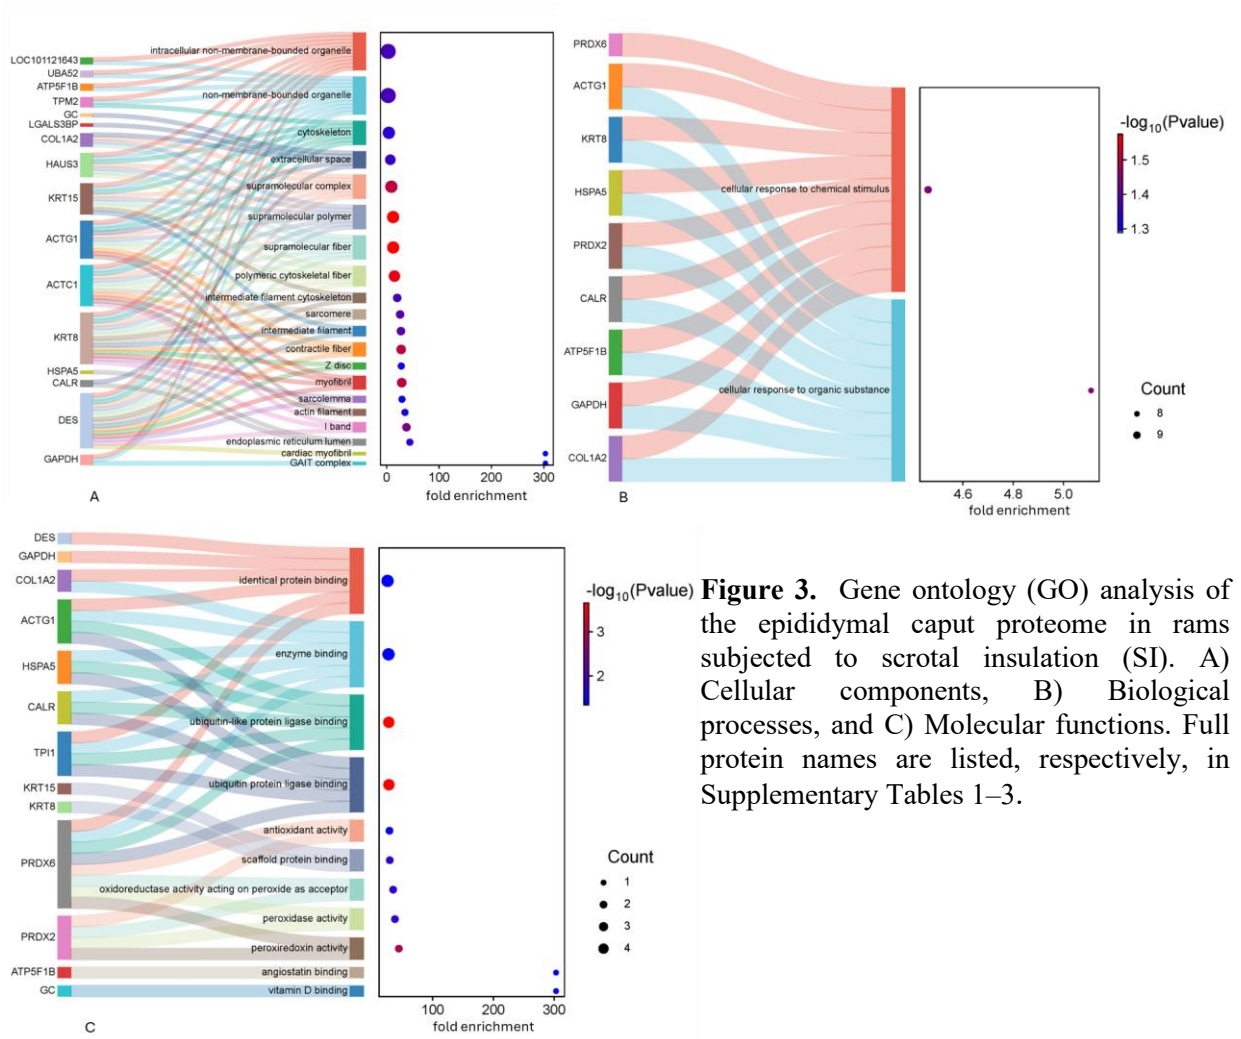 LOC101121643
UBA52
ATP5F1B
TPM2
GC
LGALS3BP
COL1A2
HAUS3
KRT15
ACTG1
ACTC1
KRT8
HSPA5
CALR
DES
GAPDH
intracellular non-membrane-bounded organelle
non-membrane-bounded organelle
cytoskeleton
extracellular space
supramolecular complex
supramolecular polymer
supramolecular fiber
polymeric cytoskeletal fiber
intermediate filament cytoskeleton
sarcomere
intermediate filament
contractile fiber
Z disc
myofibril
sarcolemma
actin filament
I band
endoplasmic reticulum lumen
cardiac myofibril
GAIT complex
0 100 200 300
fold enrichment
A
PRDX6
ACTG1
KRT8
HSPA5
PRDX2
CALR
ATP5F1B
GAPDH
COL1A2
cellular response to chemical stimulus
cellular response to organic substance
4.6 4.8 5.0
fold enrichment
-log10(Pvalue)
1.5
1.4
1.3
Count
8
9
B
DES
GAPDH
COL1A2
ACTG1
HSPA5
CALR
TPI1
KRT15
KRT8
PRDX6
PRDX2
ATP5F1B
GC
identical protein binding
enzyme binding
ubiquitin-like protein ligase binding
ubiquitin protein ligase binding
antioxidant activity
scaffold protein binding
oxidoreductase activity acting on peroxide as acceptor
peroxidase activity
peroxiredoxin activity
angiostatin binding
vitamin D binding
100 200 300
fold enrichment
-log10(Pvalue)
3
2
Count
1
2
3
4
C
Figure 3. Gene ontology (GO) analysis of
the epididymal caput proteome in rams
subjected to scrotal insulation (SI). A)
Cellular components, B) Biological
processes, and C) Molecular functions. Full
protein names are listed, respectively, in
Supplementary Tables 1–3.